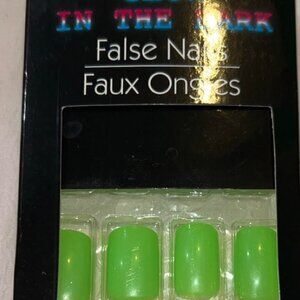 IN THE DARK
False Nails
Faux Ongles